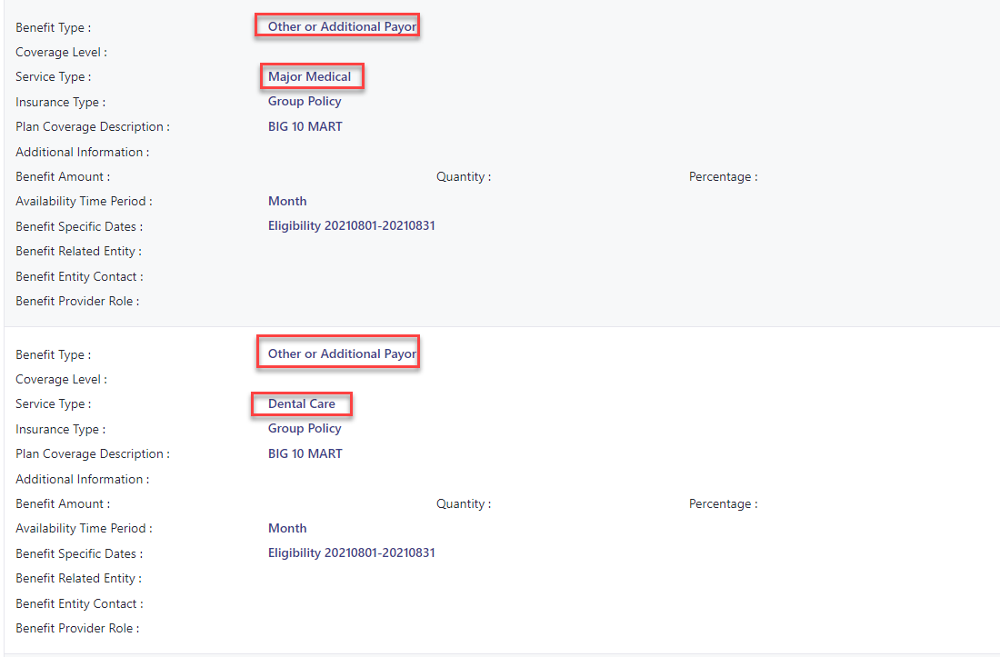 Benefit Type : Other or Additional Payor
Coverage Level :
Service Type : Major Medical
Insurance Type : Group Policy
Plan Coverage Description : BIG 10 MART
Additional Information :
Benefit Amount : Quantity : Percentage :
Availability Time Period : Month
Benefit Specific Dates : Eligibility 20210801-20210831
Benefit Related Entity :
Benefit Entity Contact :
Benefit Provider Role :
Benefit Type : Other or Additional Payor
Coverage Level :
Service Type : Dental Care
Insurance Type : Group Policy
Plan Coverage Description : BIG 10 MART
Additional Information :
Benefit Amount : Quantity : Percentage :
Availability Time Period : Month
Benefit Specific Dates : Eligibility 20210801-20210831
Benefit Related Entity :
Benefit Entity Contact :
Benefit Provider Role :